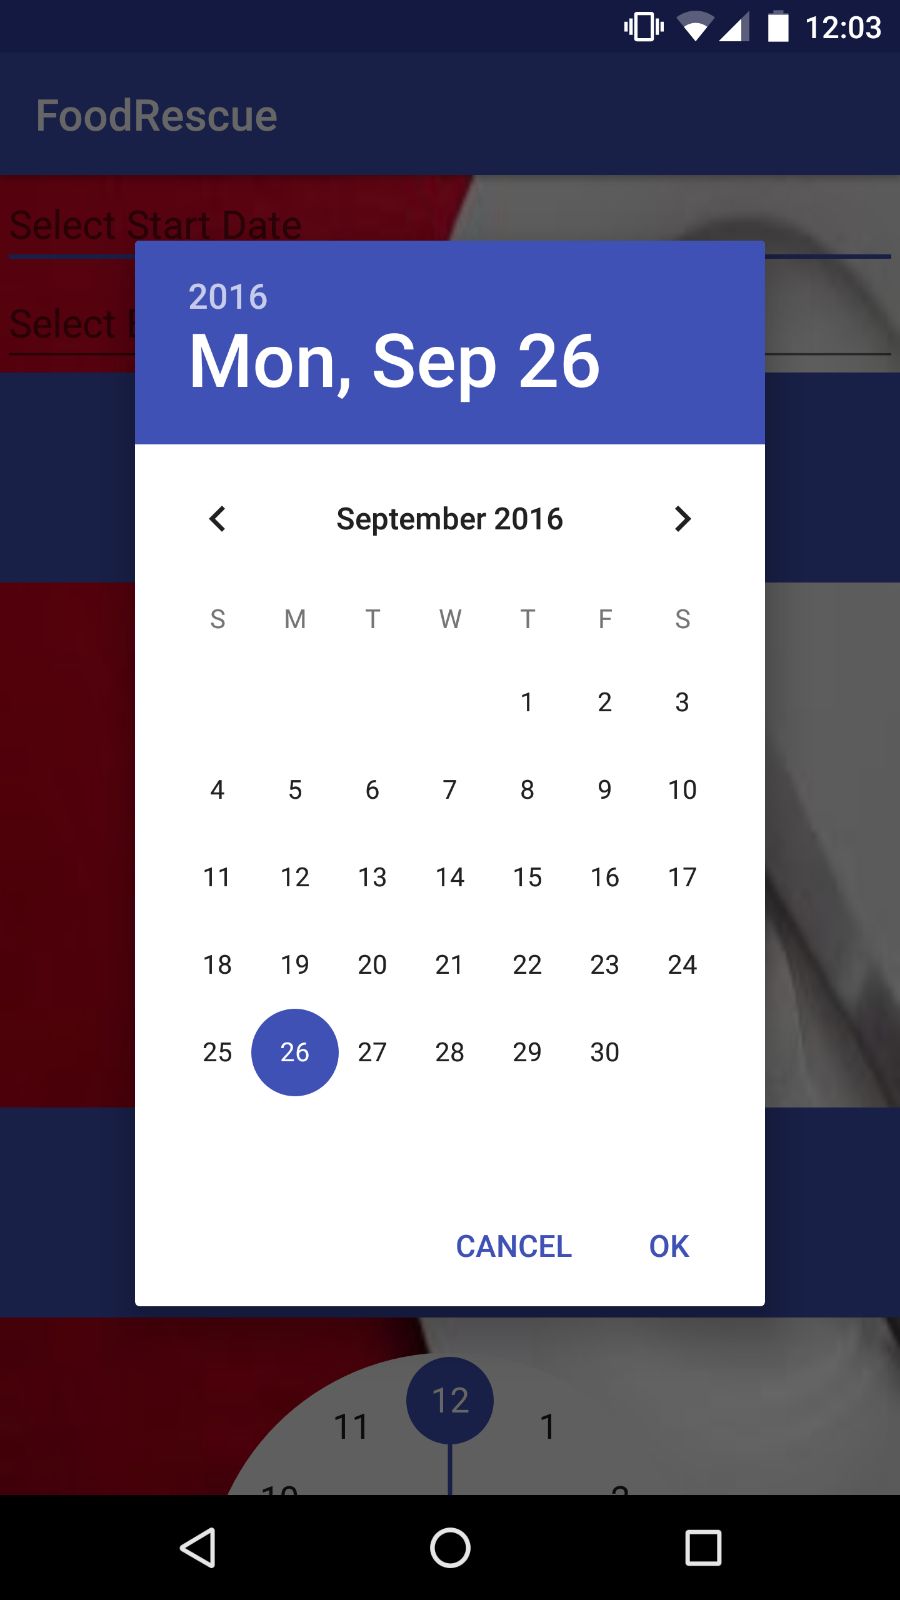 12:03
FoodRescue
Select Start Date
Select
2016
Mon, Sep 26
September 2016
S M T W T F S
1 2 3
4 5 6 7 8 9 10
11 12 13 14 15 16 17
18 19 20 21 22 23 24
25 26 27 28 29 30
CANCEL OK
12
11 1
10 2